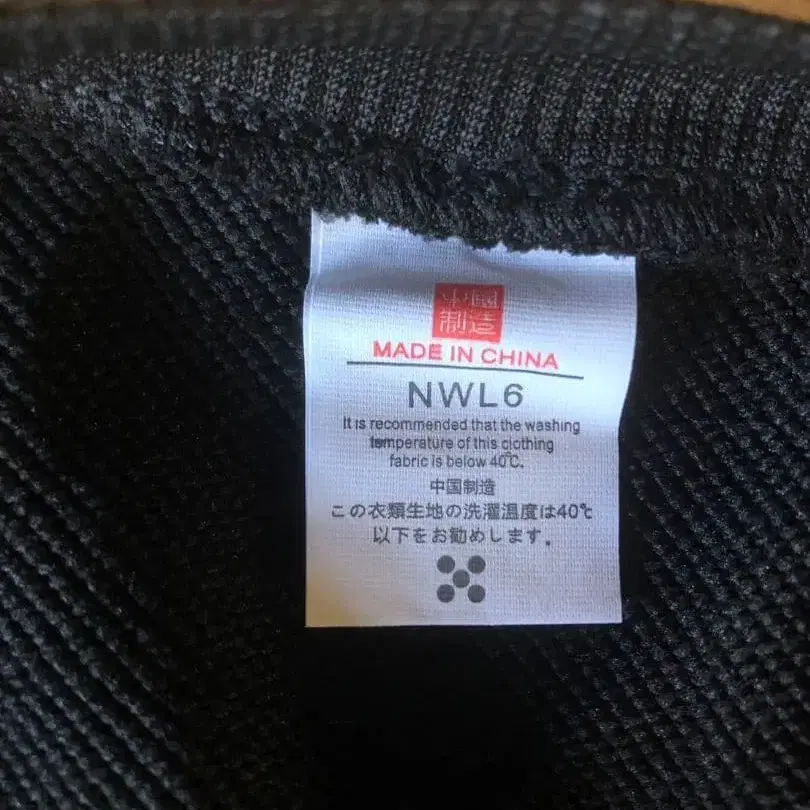 中国
制造
MADE IN CHINA
NWL6
It is recommended that the washing
temperature of this clothing
fabric is below 40℃.
中国制造
この衣類生地の洗濯温度は40℃
以下をお勧めします.